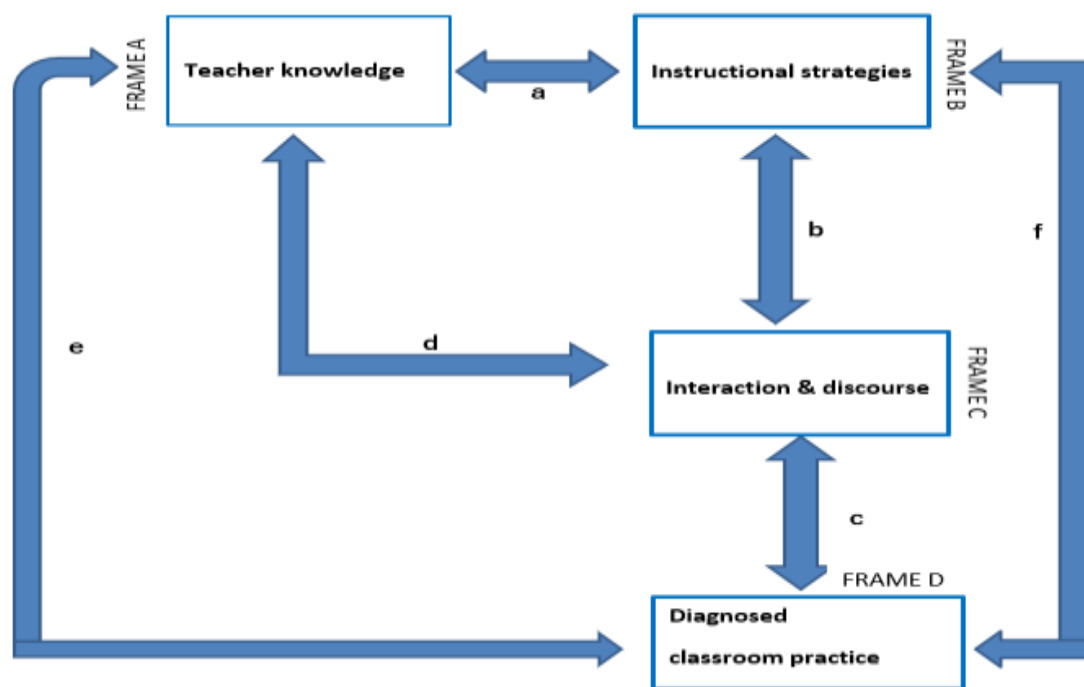 FRAME A
Teacher knowledge
a
Instructional strategies
FRAME B
b
f
e
d
Interaction & discourse
FRAME C
c
FRAME D
Diagnosed
classroom practice